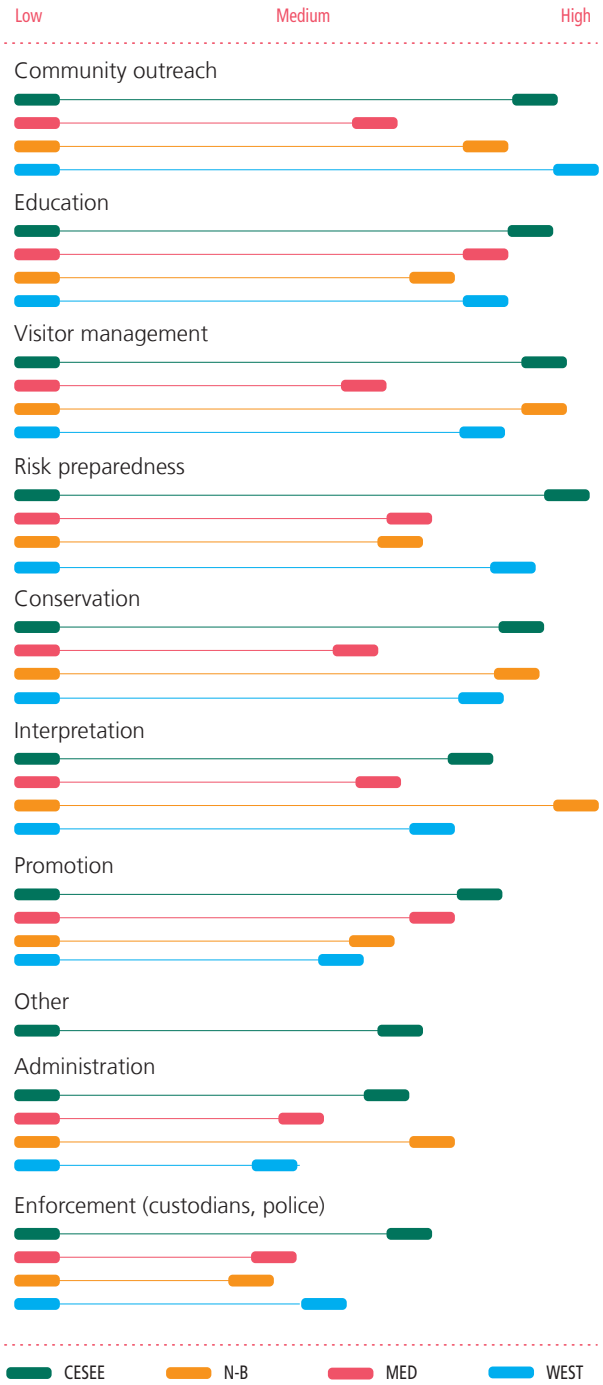 Low Medium High
Community outreach
Education
Visitor management
Risk preparedness
Conservation
Interpretation
Promotion
Other
Administration
Enforcement (custodians, police)
CESEE N-B MED WEST